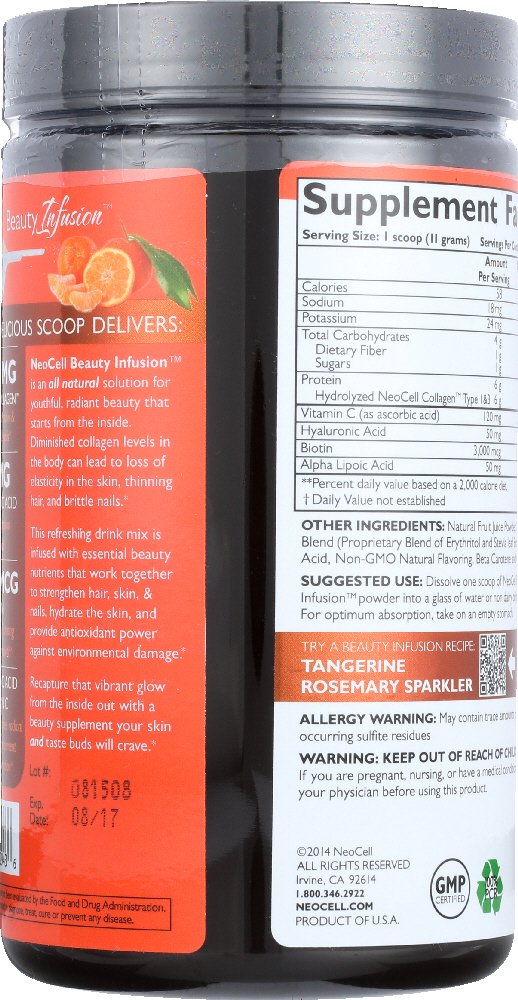 Beauty Infusion™
SCOOP DELIVERS:
NeoCell Beauty Infusion™
is an all natural solution for
youthful, radiant beauty that
starts from the inside.
Diminished collagen levels in
the body can lead to loss of
elasticity in the skin, thinning
hair, and brittle nails.*
This refreshing drink mix is
infused with essential beauty
nutrients that work together
to strengthen hair, skin, &
nails, hydrate the skin, and
provide antioxidant power
against environmental damage.*
Recapture that vibrant glow
from the inside out with a
beauty supplement your skin
and taste buds will crave.*
Lot #: 081508
Exp. Date: 08/17
evaluated by the Food and Drug Administration.
treat, cure or prevent any disease.
Supplement
Serving Size: 1 scoop (11 grams) Servings Per
Amount
Per Serving
Calories 58
Sodium 18mg
Potassium 24mg
Total Carbohydrates 4g
Dietary Fiber 1g
Sugars 1g
Protein 6g
Hydrolyzed NeoCell Collagen™ Type 1&3 6g
Vitamin C (as ascorbic acid) 120mg
Hyaluronic Acid 50mg
Biotin 3,000 mcg
Alpha Lipoic Acid 50 mg
**Percent daily value based on a 2,000 calorie diet.
† Daily Value not established
OTHER INGREDIENTS: Natural Fruit Juice
Blend (Proprietary Blend of Erythritol and Stevia leaf
Acid, Non-GMO Natural Flavoring, Beta Carotene
SUGGESTED USE: Dissolve one scoop of
Infusion™ powder into a glass of water or
For optimum absorption, take on an empty stomach.
TRY A BEAUTY INFUSION RECIPE:
TANGERINE
ROSEMARY SPARKLER
ALLERGY WARNING: May contain trace
occurring sulfite residues
WARNING: KEEP OUT OF REACH OF
If you are pregnant, nursing, or have a medical
your physician before using this product.
©2014 NeoCell
ALL RIGHTS RESERVED
Irvine, CA 92614
1.800.346.2922
NEOCELL.COM
PRODUCT OF U.S.A.
GMP
CERTIFIED